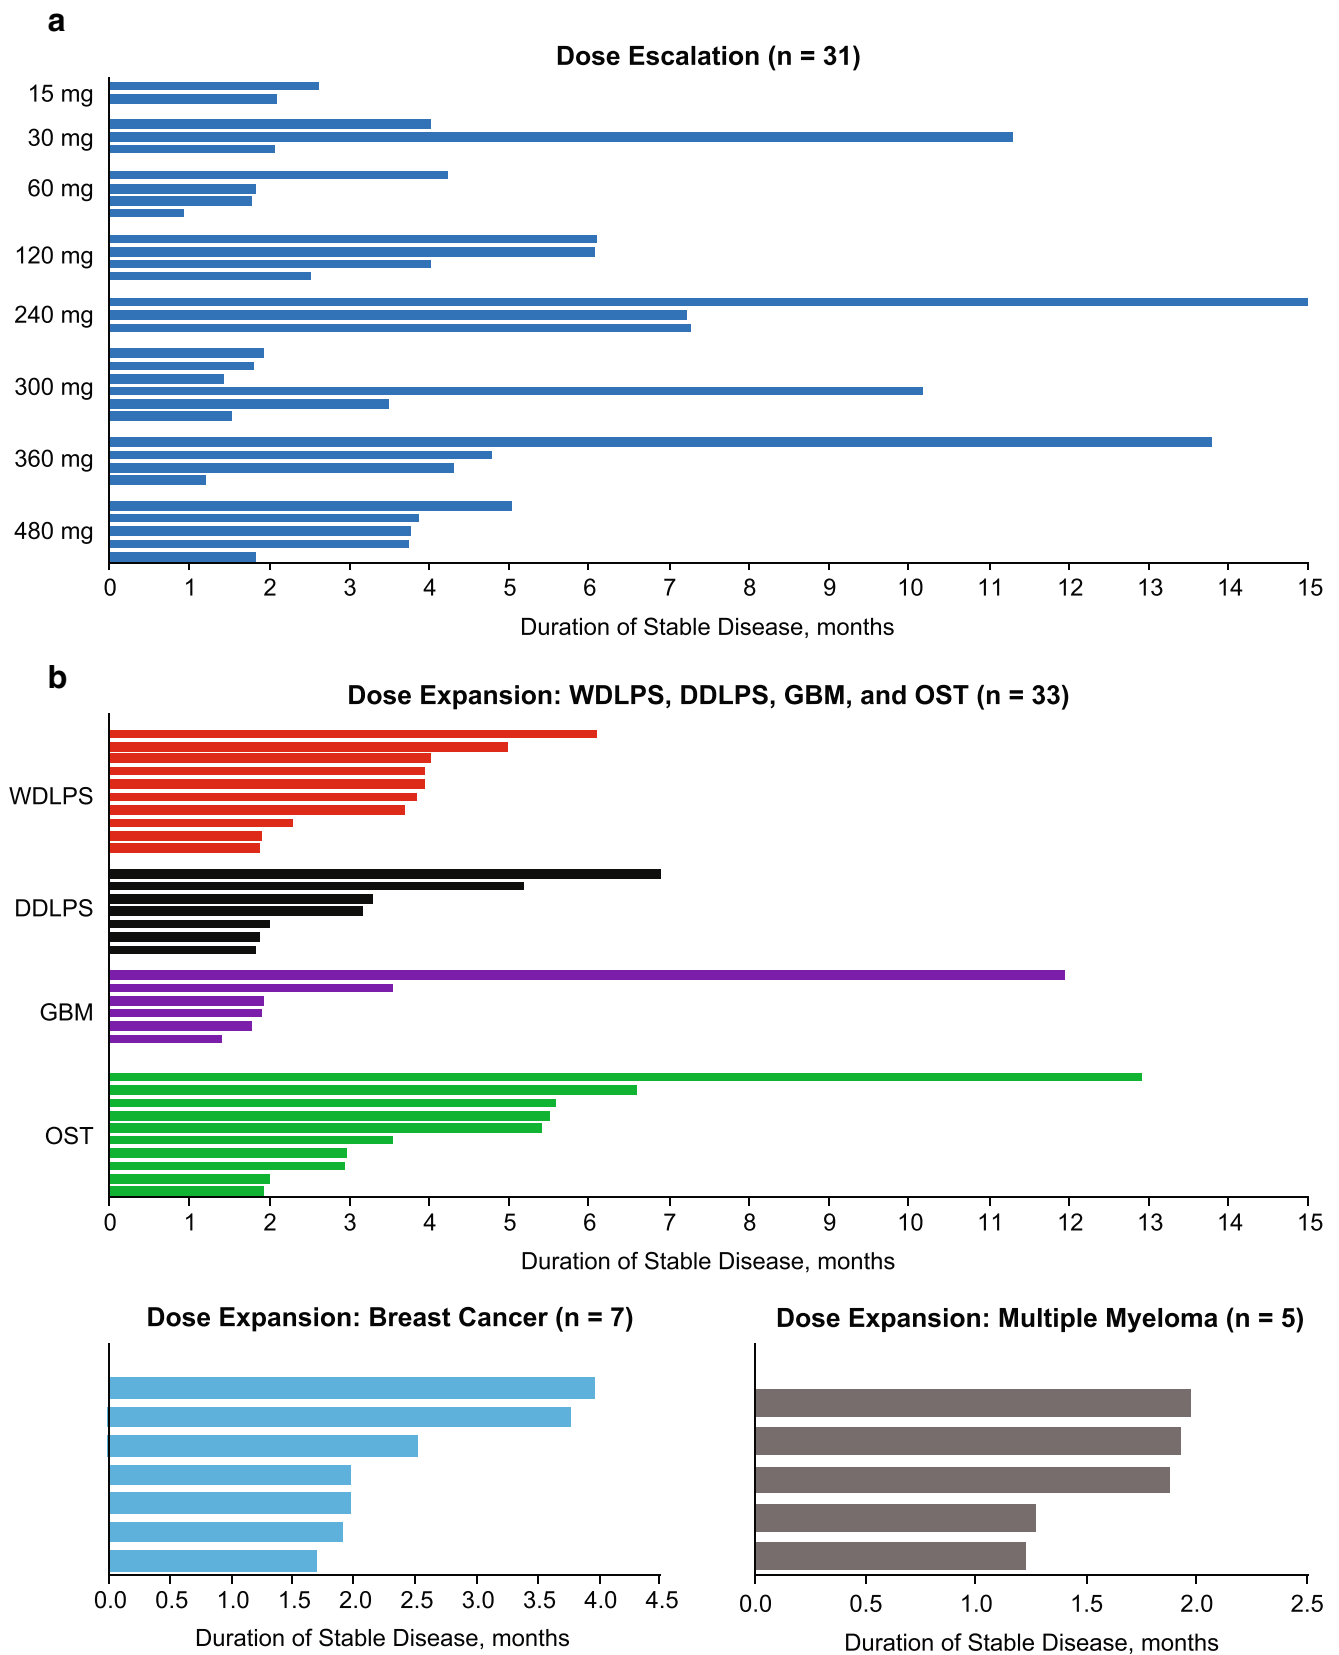 a
Dose Escalation (n = 31)
15 mg
30 mg
60 mg
120 mg
240 mg
300 mg
360 mg
480 mg
0 1 2 3 4 5 6 7 8 9 10 11 12 13 14 15
Duration of Stable Disease, months
b
Dose Expansion: WDLPS, DDLPS, GBM, and OST (n = 33)
WDLPS
DDLPS
GBM
OST
0 1 2 3 4 5 6 7 8 9 10 11 12 13 14 15
Duration of Stable Disease, months
Dose Expansion: Breast Cancer (n = 7)
0.0 0.5 1.0 1.5 2.0 2.5 3.0 3.5 4.0 4.5
Duration of Stable Disease, months
Dose Expansion: Multiple Myeloma (n = 5)
0.0 0.5 1.0 1.5 2.0 2.5
Duration of Stable Disease, months